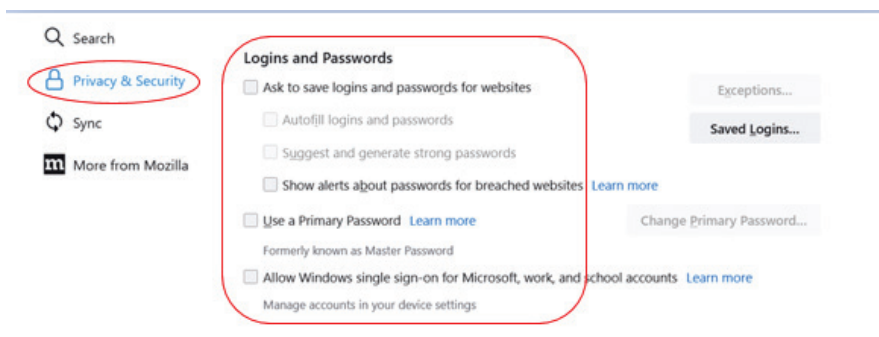 Search
Privacy & Security
Sync
More from Mozilla
Logins and Passwords
Ask to save logins and passwords for websites
Exceptions...
Autofill logins and passwords
Saved Logins...
Suggest and generate strong passwords
Show alerts about passwords for breached websites Learn more
Use a Primary Password Learn more
Change Primary Password...
Formerly known as Master Password
Allow Windows single sign-on for Microsoft, work, and school accounts Learn more
Manage accounts in your device settings